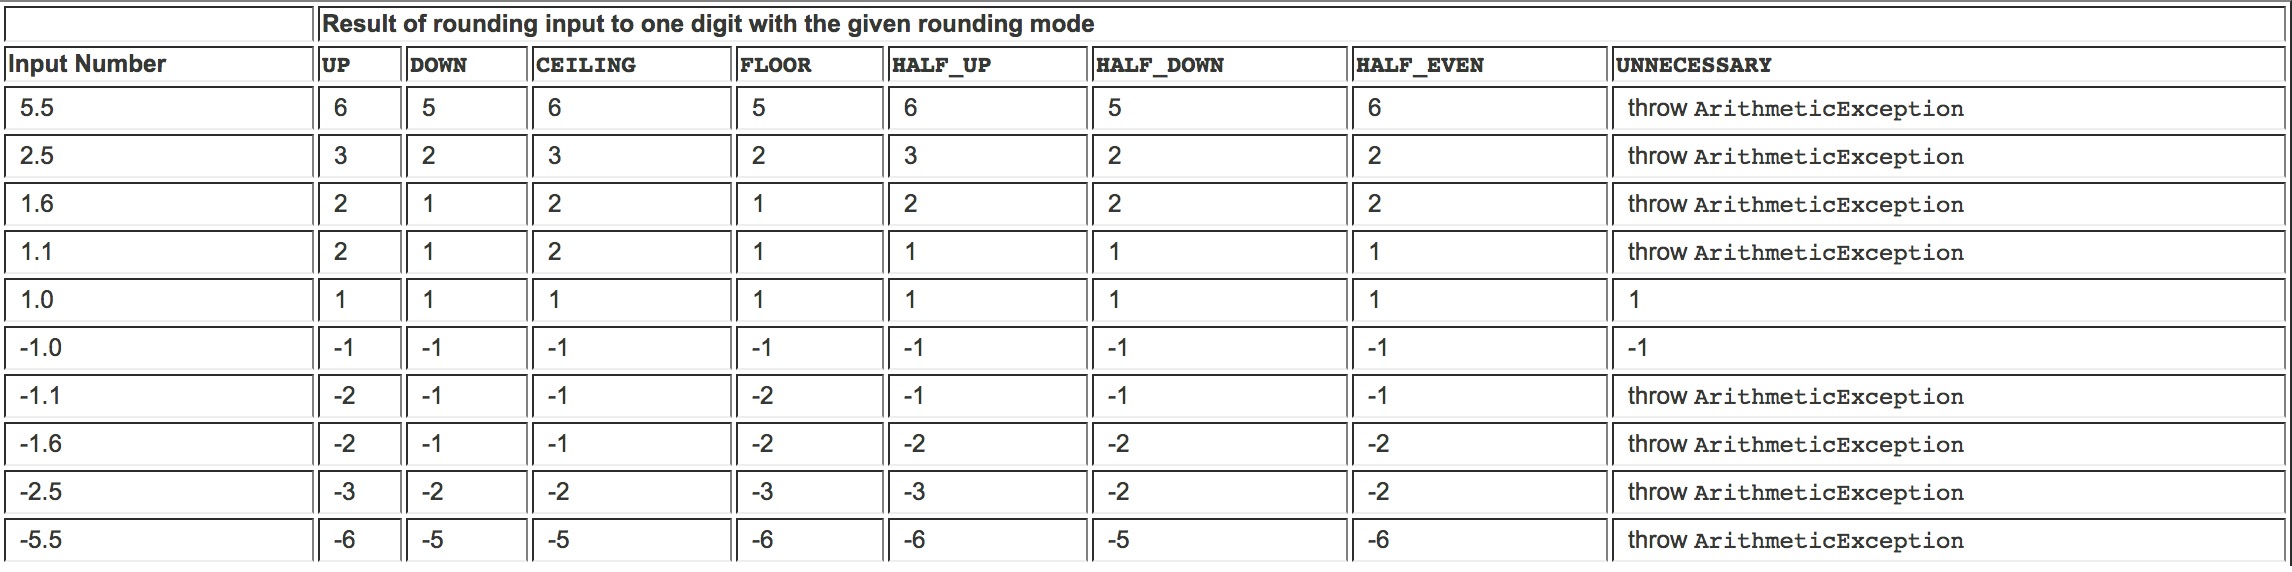 Result of rounding input to one digit with the given rounding mode
Input Number UP DOWN CEILING FLOOR HALF_UP HALF_DOWN HALF_EVEN UNNECESSARY
5.5 6 5 6 5 6 5 6 throw ArithmeticException
2.5 3 2 3 2 3 2 2 throw ArithmeticException
1.6 2 1 2 1 2 2 2 throw ArithmeticException
1.1 2 1 2 1 1 1 1 throw ArithmeticException
1.0 1 1 1 1 1 1 1 1
-1.0 -1 -1 -1 -1 -1 -1 -1 -1
-1.1 -2 -1 -1 -2 -1 -1 -1 throw ArithmeticException
-1.6 -2 -1 -1 -2 -2 -2 -2 throw ArithmeticException
-2.5 -3 -2 -2 -3 -3 -2 -2 throw ArithmeticException
-5.5 -6 -5 -5 -6 -6 -5 -6 throw ArithmeticException